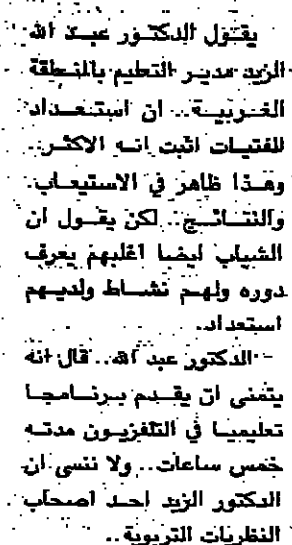 يقول الدكتور عبد الله
الزيد مدير التعليم بالمنطقة
الغربية.. ان استعداد
الفتيات اثبت انه الاكثر..
وهذا ظاهر في الاستيعاب.
والنتائج.. لكن يقول ان
الشباب ايضا اغلبهم يعرف
دوره ولهم نشاط ولديهم
استعداد.
- الدكتور عبد الله.. قال انه
يتمنى ان يقدم برنامجا
تعليميا في التلفزيون مدته
خمس ساعات.. ولا ننسى ان
الدكتور الزيد احد اصحاب
النظريات التربوية..